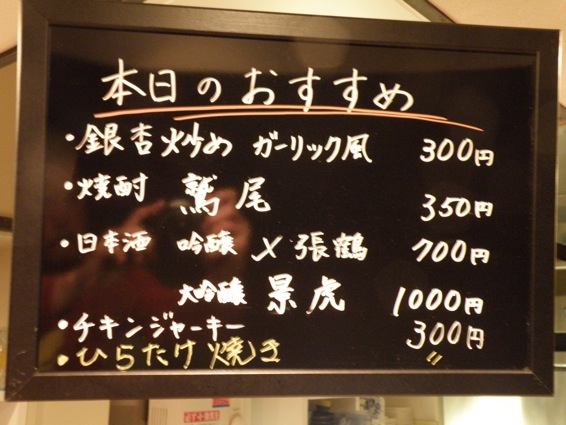 本日のおすすめ
・銀杏炒め ガーリック風 300円
・焼酎 鷲尾 350円
・日本酒 吟醸 〆張鶴 700円
大吟醸 景虎 1000円
・チキンジャーキー 300円
・ひらたけ焼き 〃